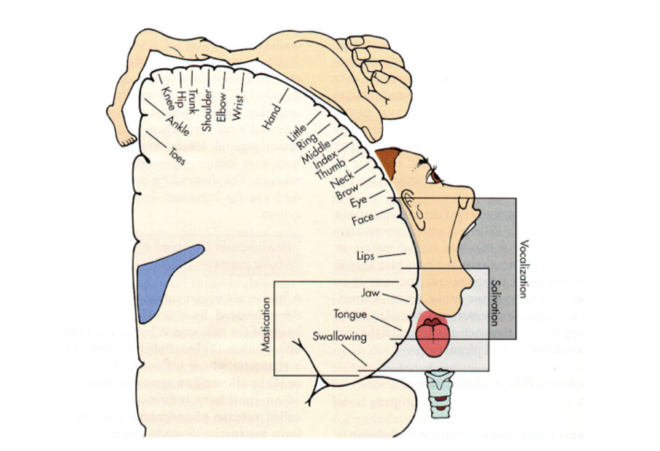 Toes
Ankle
Knee
Hip
Trunk
Shoulder
Elbow
Wrist
Hand
Little
Ring
Middle
Index
Thumb
Neck
Brow
Eye
Face
Lips
Jaw
Tongue
Swallowing
Mastication
Salivation
Vocalization